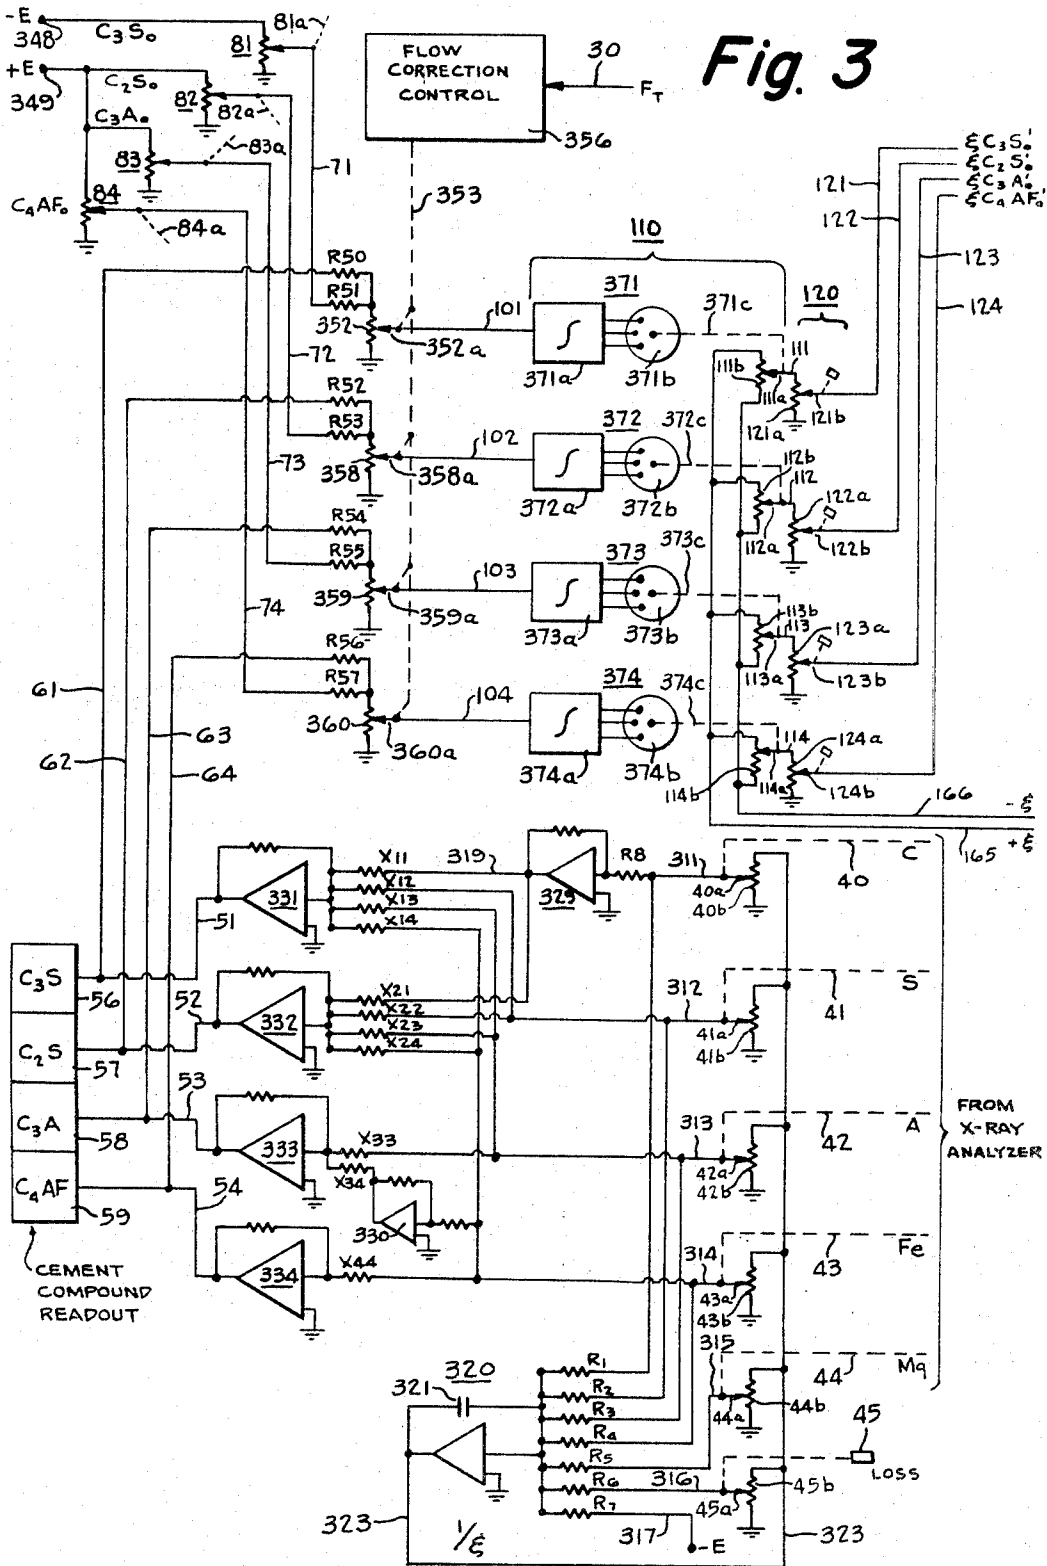 Fig. 3
-E
348
C₃S₀
81a
81
+E
349
C₂S₀
82
82a
C₃A₀
83
83a
84
C₄AF₀
84a
71
FLOW
CORRECTION
CONTROL
356
30
F_T
353
ξC₃S₀'
ξC₂S₀'
ξC₃A₀'
ξC₄AF₀'
121
122
123
124
110
120
R50
R51
352
352a
101
371
371a
371b
371c
111b
111
111a
121a
121b
72
R52
R53
358
358a
102
372
372a
372b
372c
112b
112
112a
122a
122b
73
R54
R55
359
359a
103
373
373a
373b
373c
113b
113
113a
123a
123b
74
R56
R57
360
360a
104
374
374a
374b
374c
114b
114
114a
124a
124b
61
62
63
64
166
-ξ
165
+ξ
X11
X12
X13
X14
319
329
R8
311
40a
40b
C
40
331
51
C₃S
56
52
332
X21
X22
X23
X24
312
41a
41b
S
41
C₂S
57
53
C₃A
58
333
X33
X34
330
313
42a
42b
A
42
FROM
X-RAY
ANALYZER
C₄AF
59
54
334
X44
314
43a
43b
Fe
43
CEMENT
COMPOUND
READOUT
315
44a
44b
Mg
44
320
321
R1
R2
R3
R4
R5
R6
R7
316
45a
45b
45
LOSS
323
1/ξ
317
-E
323